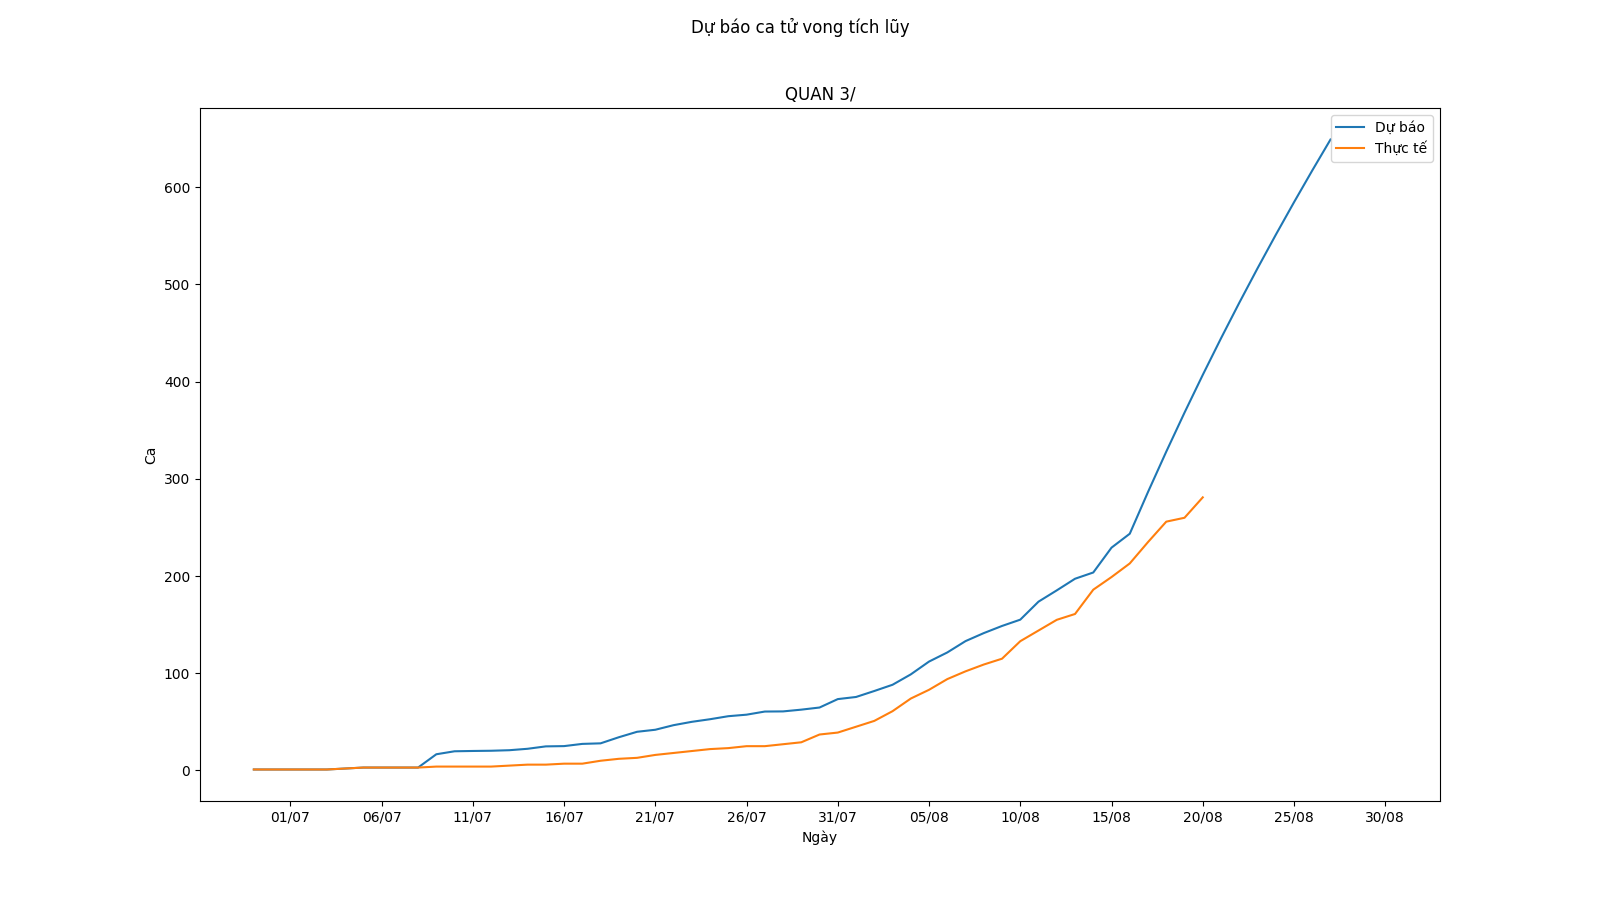 Dự báo ca tử vong tích lũy
QUAN 3/
Dự báo
Thực tế
600
500
400
300
200
100
0
Ca
01/07 06/07 11/07 16/07 21/07 26/07 31/07 05/08 10/08 15/08 20/08 25/08 30/08
Ngày